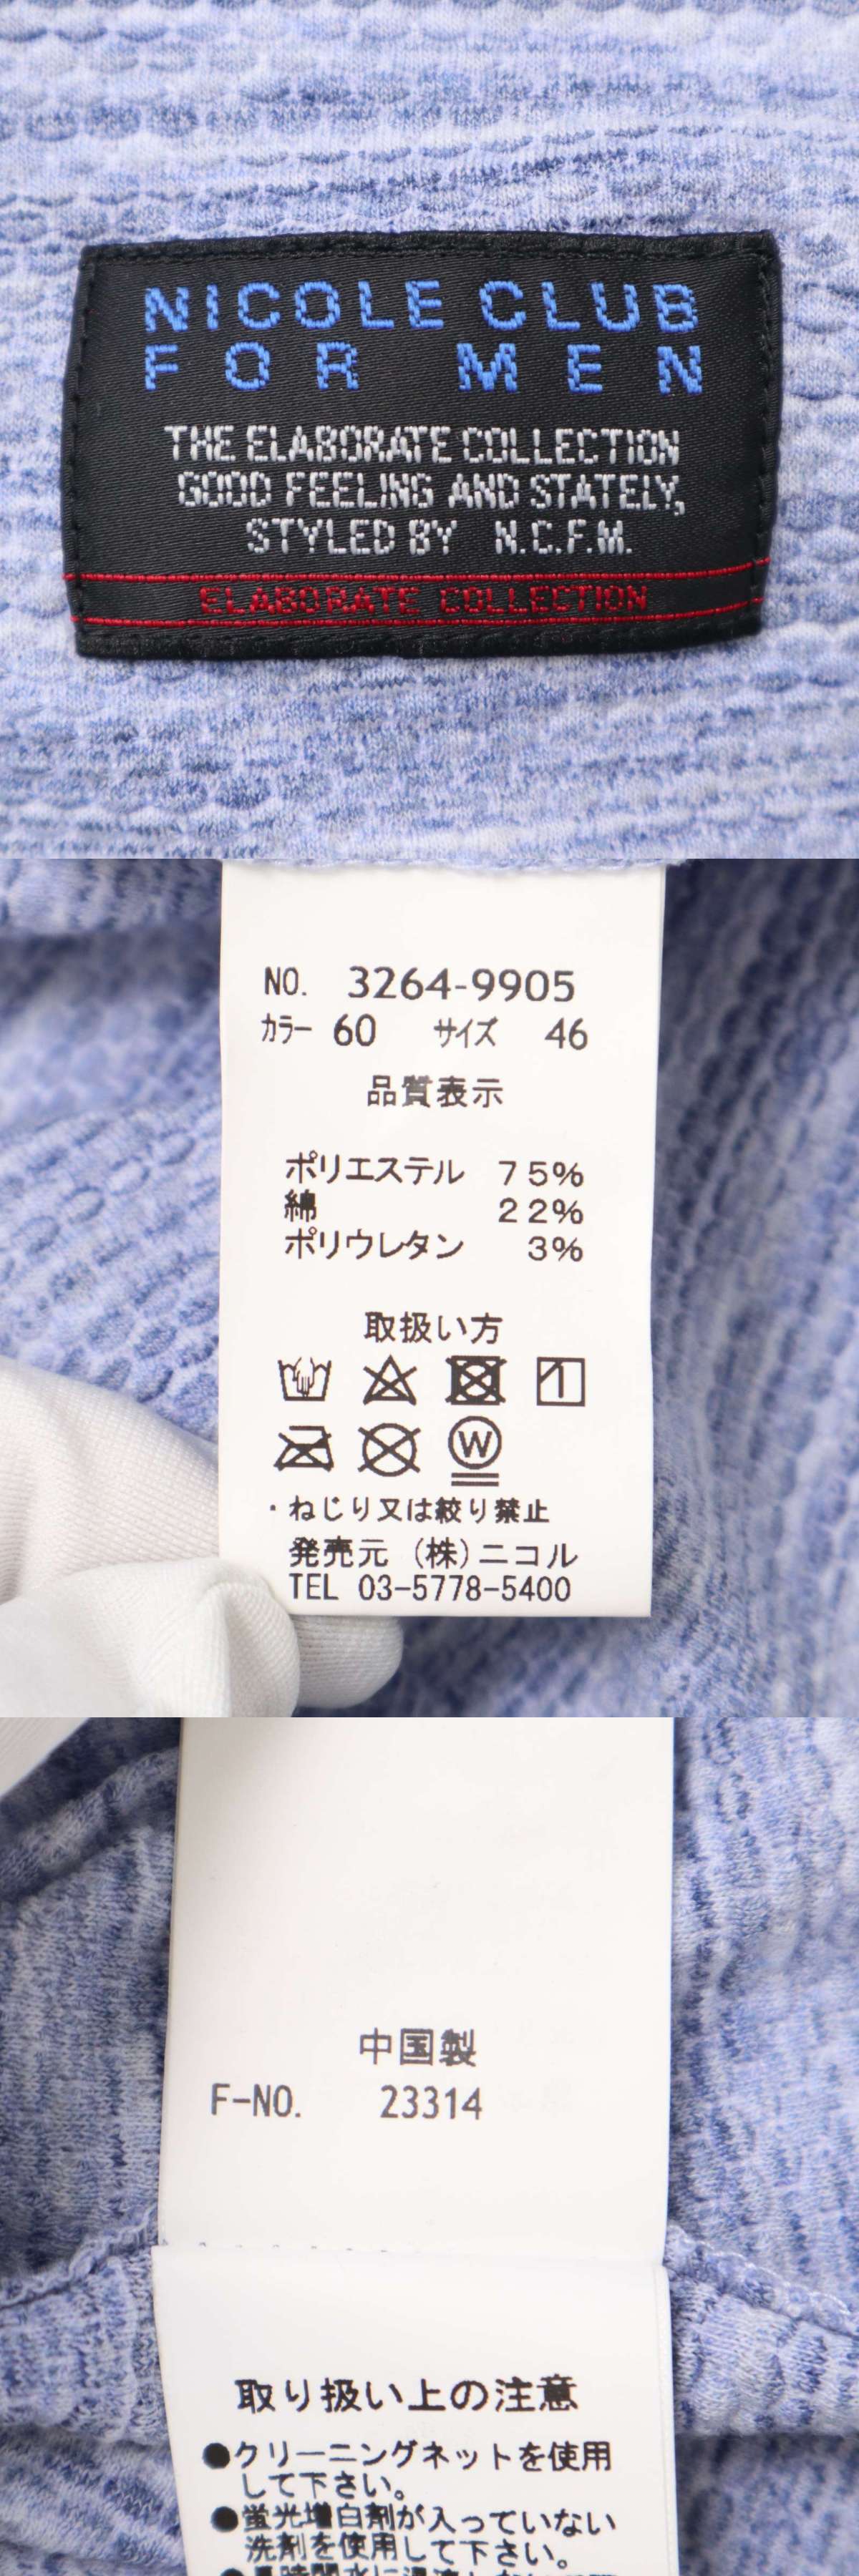 NICOLE CLUB
FOR MEN
THE ELABORATE COLLECTION
GOOD FEELING AND STATELY,
STYLED BY N.C.F.M.
ELABORATE COLLECTION
NO. 3264-9905
カラー 60 サイズ 46
品質表示
ポリエステル 75%
綿 22%
ポリウレタン 3%
取扱い方
W
・ねじり又は絞り禁止
発売元 (株)ニコル
TEL 03-5778-5400
中国製
F-NO. 23314
取り扱い上の注意
●クリーニングネットを使用
して下さい。
●蛍光増白剤が入っていない
洗剤を使用して下さい。